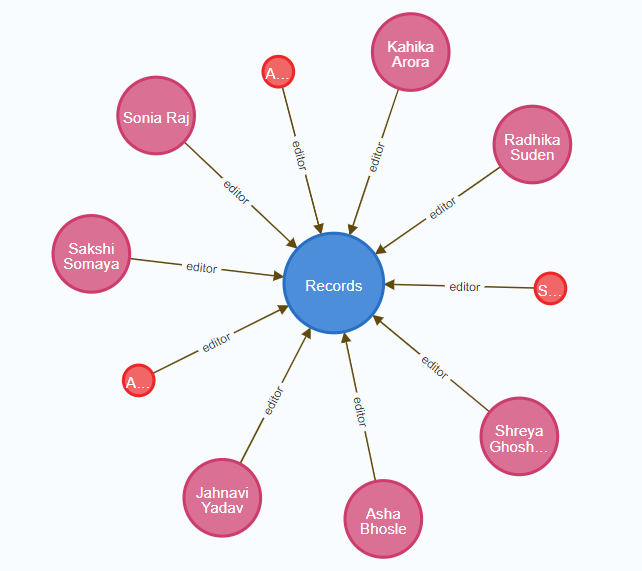 Kahika
Arora
A...
Sonia Raj
Radhika
Suden
editor
editor
editor
editor
Sakshi
Somaya
editor
Records
editor
S...
editor
editor
A...
editor
editor
Shreya
Ghosh...
Jahnavi
Yadav
Asha
Bhosle